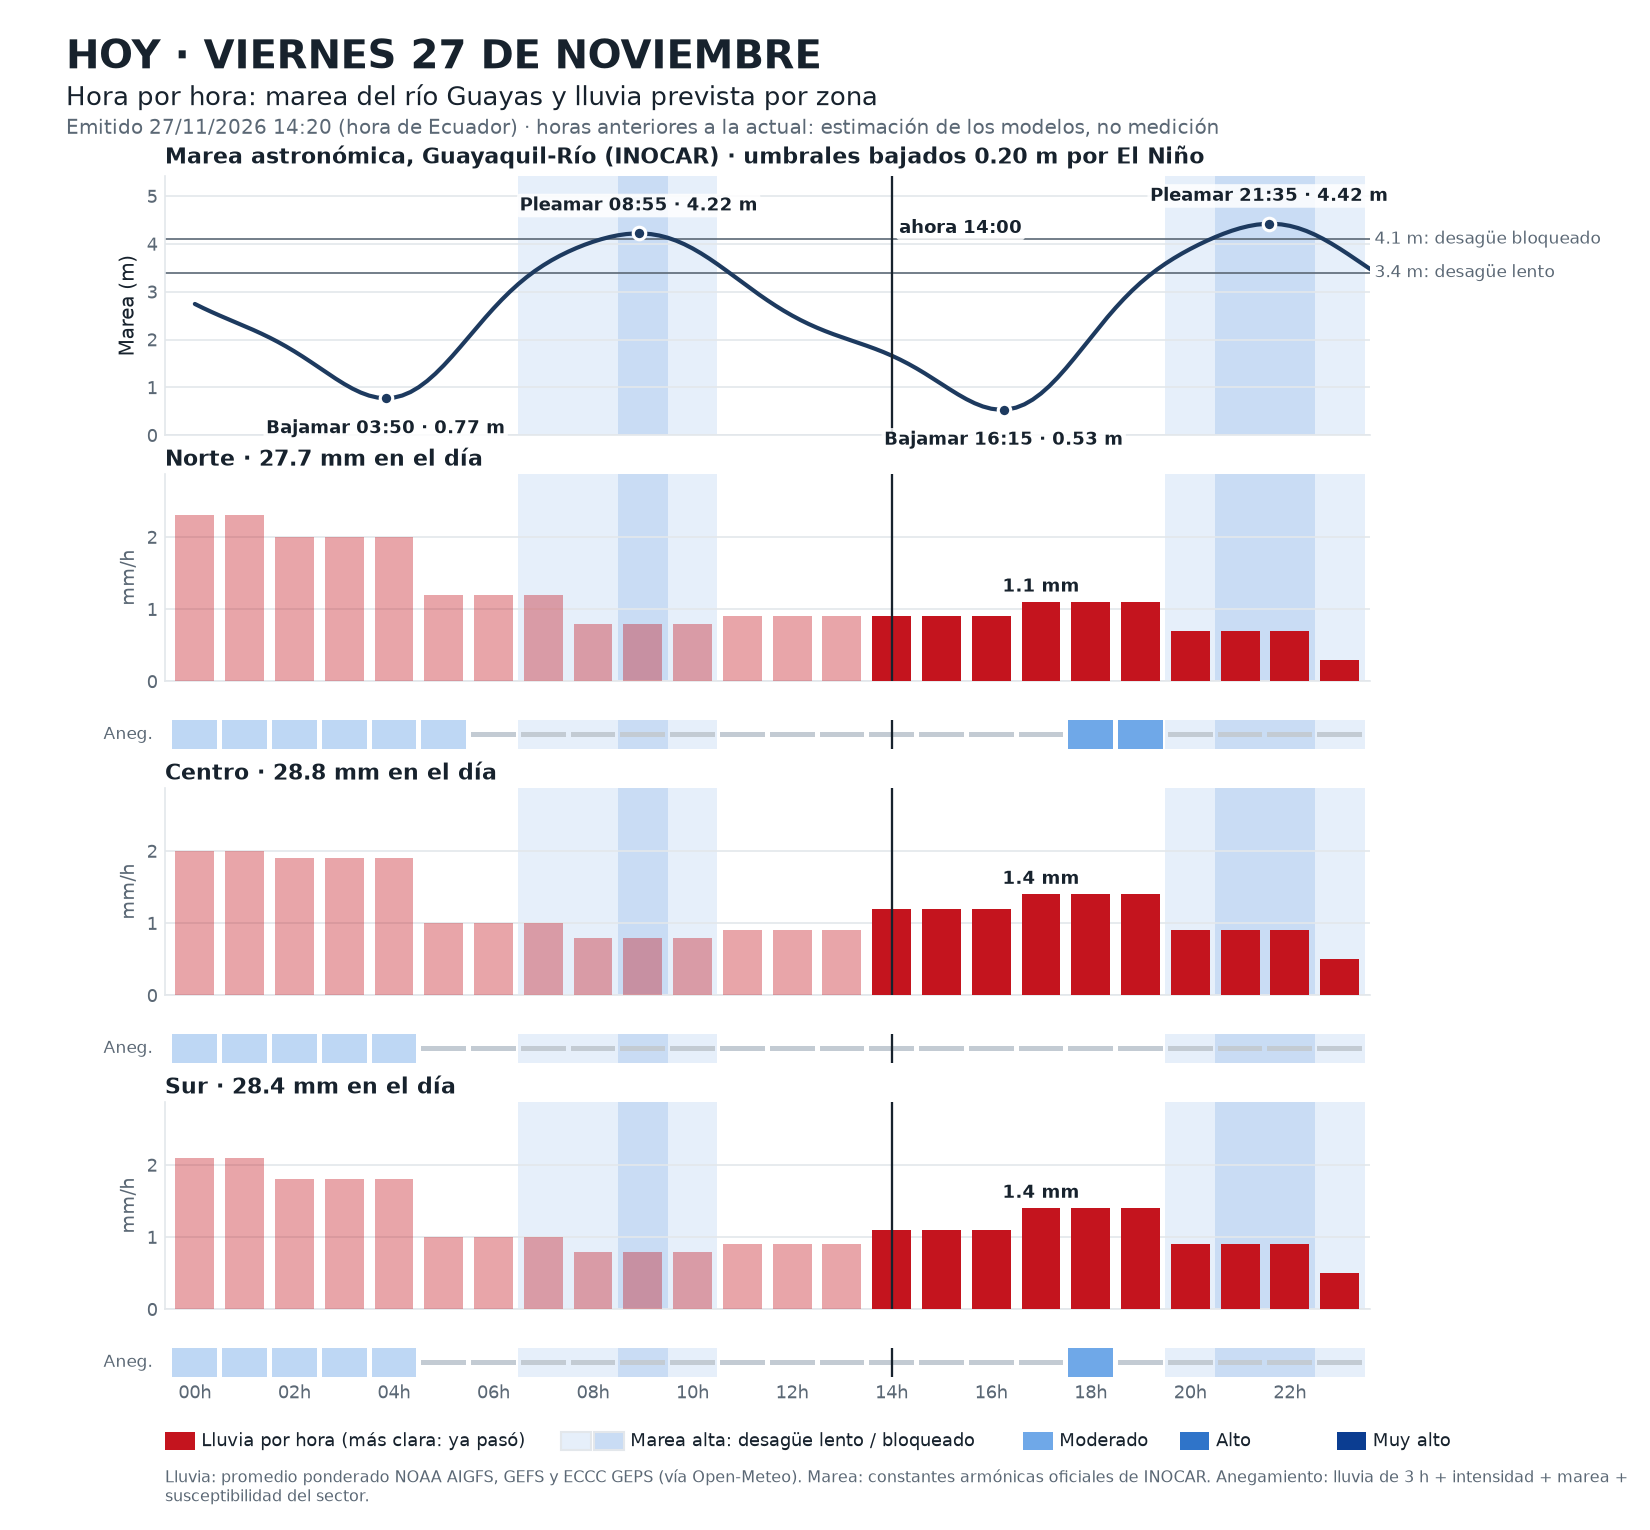 HOY · VIERNES 27 DE NOVIEMBRE
Hora por hora: marea del río Guayas y lluvia prevista por zona
Emitido 27/11/2026 14:20 (hora de Ecuador) · horas anteriores a la actual: estimación de los modelos, no medición
Marea astronómica, Guayaquil-Río (INOCAR) · umbrales bajados 0.20 m por El Niño
Marea (m)
5
4
3
2
1
0
Pleamar 08:55 · 4.22 m
Pleamar 21:35 · 4.42 m
ahora 14:00
4.1 m: desagüe bloqueado
3.4 m: desagüe lento
Bajamar 03:50 · 0.77 m
Bajamar 16:15 · 0.53 m
Norte · 27.7 mm en el día
mm/h
2
1
0
1.1 mm
Aneg.
Centro · 28.8 mm en el día
mm/h
2
1
0
1.4 mm
Aneg.
Sur · 28.4 mm en el día
mm/h
2
1
0
1.4 mm
Aneg.
00h 02h 04h 06h 08h 10h 12h 14h 16h 18h 20h 22h
Lluvia por hora (más clara: ya pasó)
Marea alta: desagüe lento / bloqueado
Moderado
Alto
Muy alto
Lluvia: promedio ponderado NOAA AIGFS, GEFS y ECCC GEPS (vía Open-Meteo). Marea: constantes armónicas oficiales de INOCAR. Anegamiento: lluvia de 3 h + intensidad + marea +
susceptibilidad del sector.